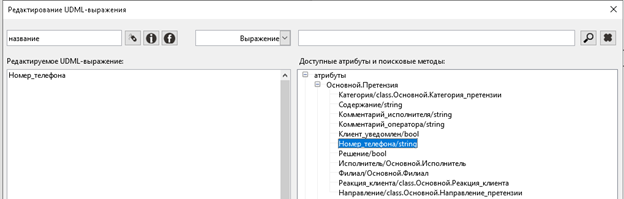 Редактирование UDML-выражения
название
Выражение
Редактируемое UDML-выражение:
Доступные атрибуты и поисковые методы:
Номер_телефона
атрибуты
Основной.Претензия
Категория/class.Основной.Категория_претензии
Содержание/string
Комментарий_исполнителя/string
Комментарий_оператора/string
Клиент_уведомлен/bool
Номер_телефона/string
Решение/bool
Исполнитель/Основной.Исполнитель
Филиал/Основной.Филиал
Реакция_клиента/class.Основной.Реакция_клиента
Направление/class.Основной.Направление_претензии